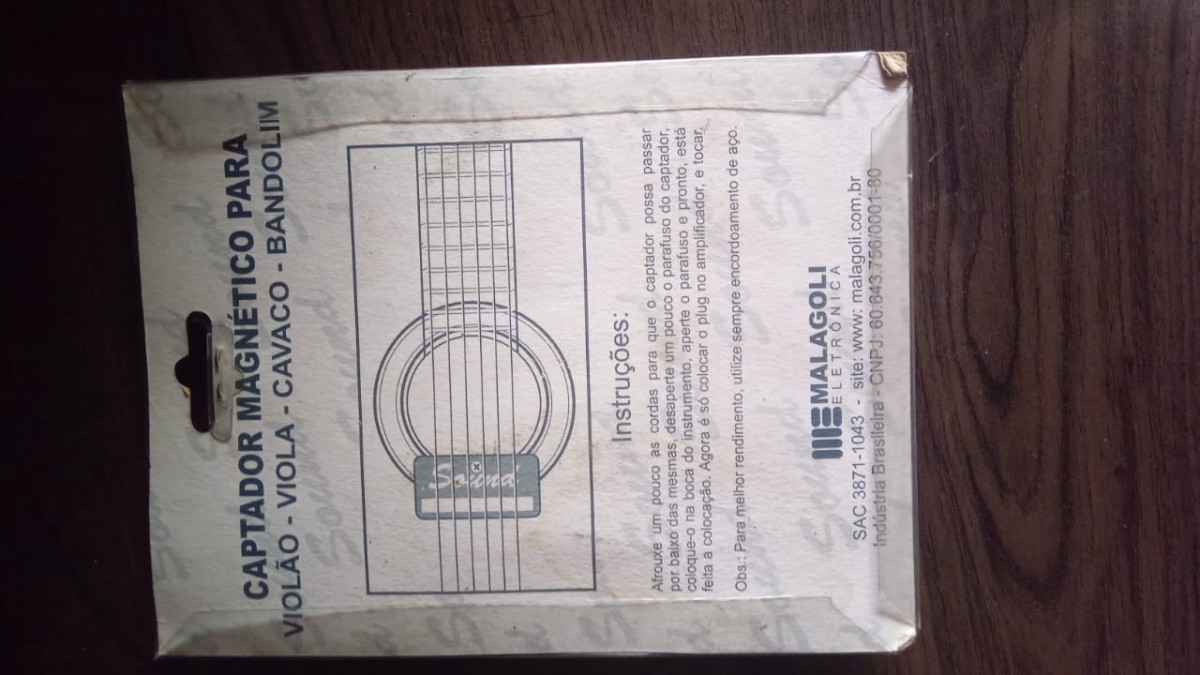 CAPTADOR MAGNÉTICO PARA
VIOLÃO - VIOLA - CAVACO - BANDOLIM
Sound
Instruções:
Afrouxe um pouco as cordas para que o captador possa passar
por baixo das mesmas, desaperte um pouco o parafuso do captador,
coloque-o na boca do instrumento, aperte o parafuso e pronto, está
feita a colocação. Agora é só colocar o plug no amplificador, e tocar.
Obs.: Para melhor rendimento, utilize sempre encordoamento de aço.
MALAGOLI
ELETRÔNICA
SAC 3871-1043 - site: www: malagoli.com.br
Indústria Brasileira - CNPJ: 60.643.756/0001-80